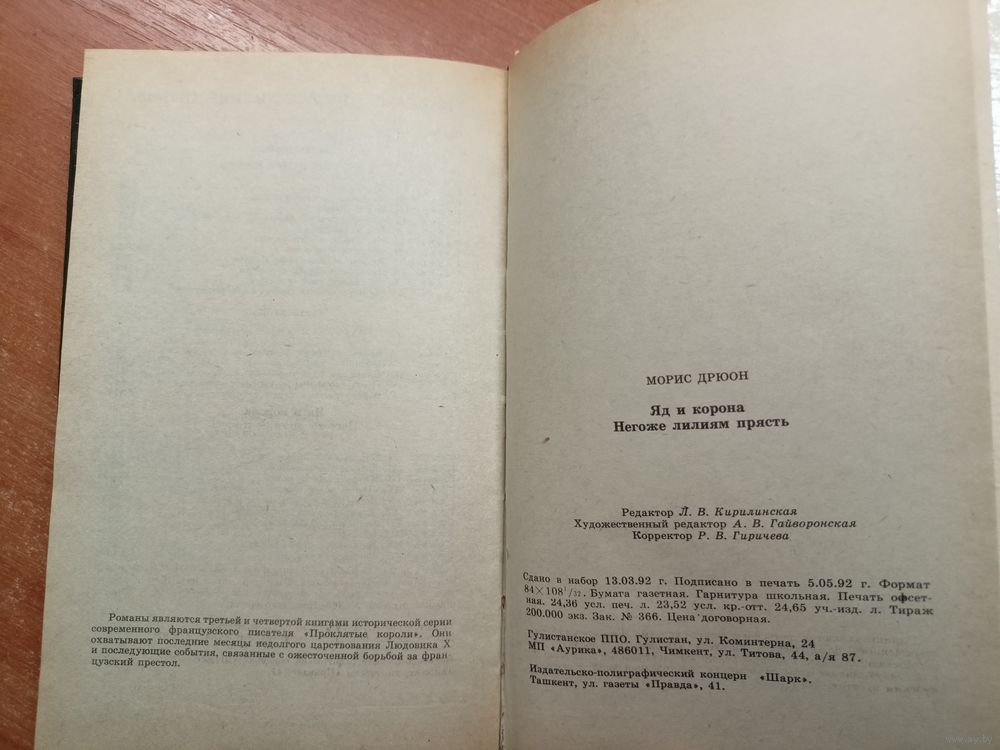 Романы являются третьей и четвертой книгами исторической серии
современного французского писателя «Проклятые короли». Они
охватывают последние месяцы недолгого царствования Людовика X
и последующие события, связанные с ожесточенной борьбой за фран-
цузский престол.
МОРИС ДРЮОН
Яд и корона
Негоже лилиям прясть
Редактор Л. В. Кирилинская
Художественный редактор А. В. Гайворонская
Корректор Р. В. Гиричева
Сдано в набор 13.03.92 г. Подписано в печать 5.05.92 г. Формат
84×108¹/₃₂. Бумага газетная. Гарнитура школьная. Печать офсет-
ная. 24,36 усл. печ. л. 23,52 усл. кр.-отт. 24,65 уч.-изд. л. Тираж
200.000 экз. Зак. № 366. Цена договорная.
Гулистанское ППО. Гулистан, ул. Коминтерна, 24
МП «Аурика», 486011, Чимкент, ул. Титова, 44, а/я 87.
Издательско-полиграфический концерн «Шарк».
Ташкент, ул. газеты «Правда», 41.
www.ay.by